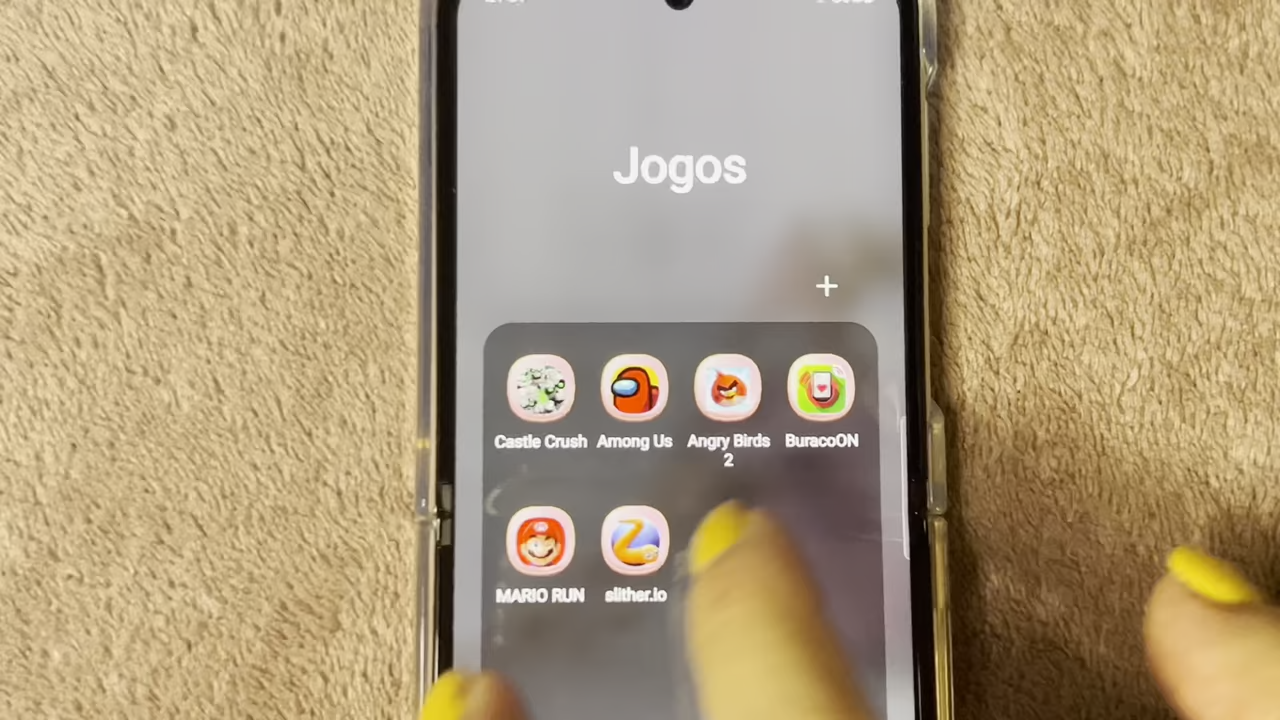 Jogos
+
Castle Crush Among Us Angry Birds 2 BuracoON
MARIO RUN slither.io